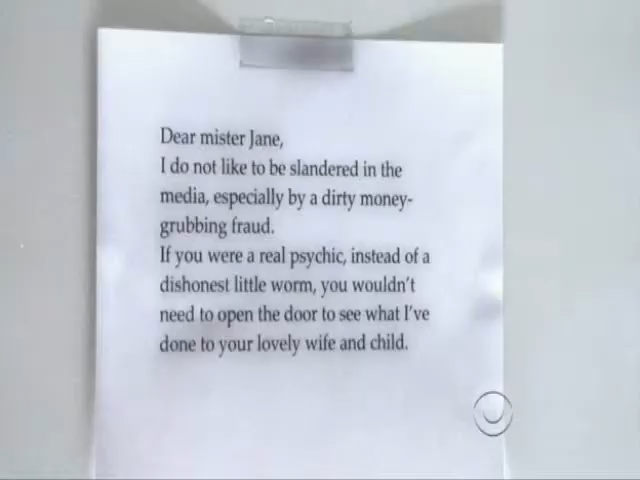 Dear mister Jane,
I do not like to be slandered in the
media, especially by a dirty money-
grubbing fraud.
If you were a real psychic, instead of a
dishonest little worm, you wouldn't
need to open the door to see what I've
done to your lovely wife and child.